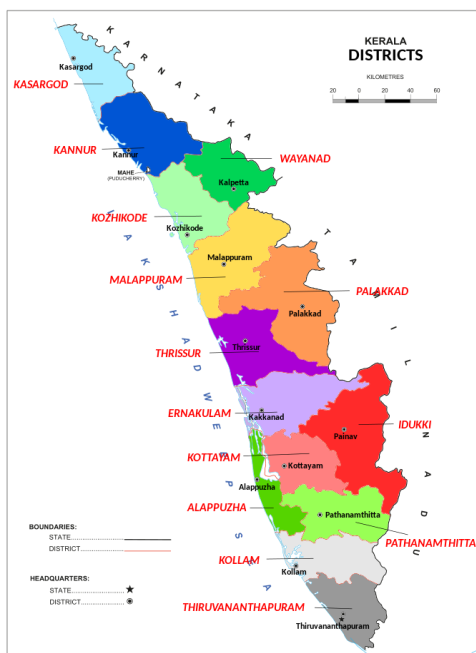 KERALA
DISTRICTS
KILOMETRES
20 0 20 40 60
KARNATAKA
Kasargod
KASARGOD
KANNUR
Kannur
MAHE
(PUDUCHERRY)
WAYANAD
Kalpetta
KOZHIKODE
Kozhikode
LAKSHADWEEP SEA
TAMIL NADU
Malappuram
MALAPPURAM
PALAKKAD
Palakkad
Thrissur
THRISSUR
ERNAKULAM
Kakkanad
IDUKKI
Painav
KOTTAYAM
Kottayam
Alappuzha
ALAPPUZHA
Pathanamthitta
PATHANAMTHITTA
KOLLAM
Kollam
THIRUVANANTHAPURAM
Thiruvananthapuram
BOUNDARIES:
STATE
DISTRICT
HEADQUARTERS:
STATE
DISTRICT